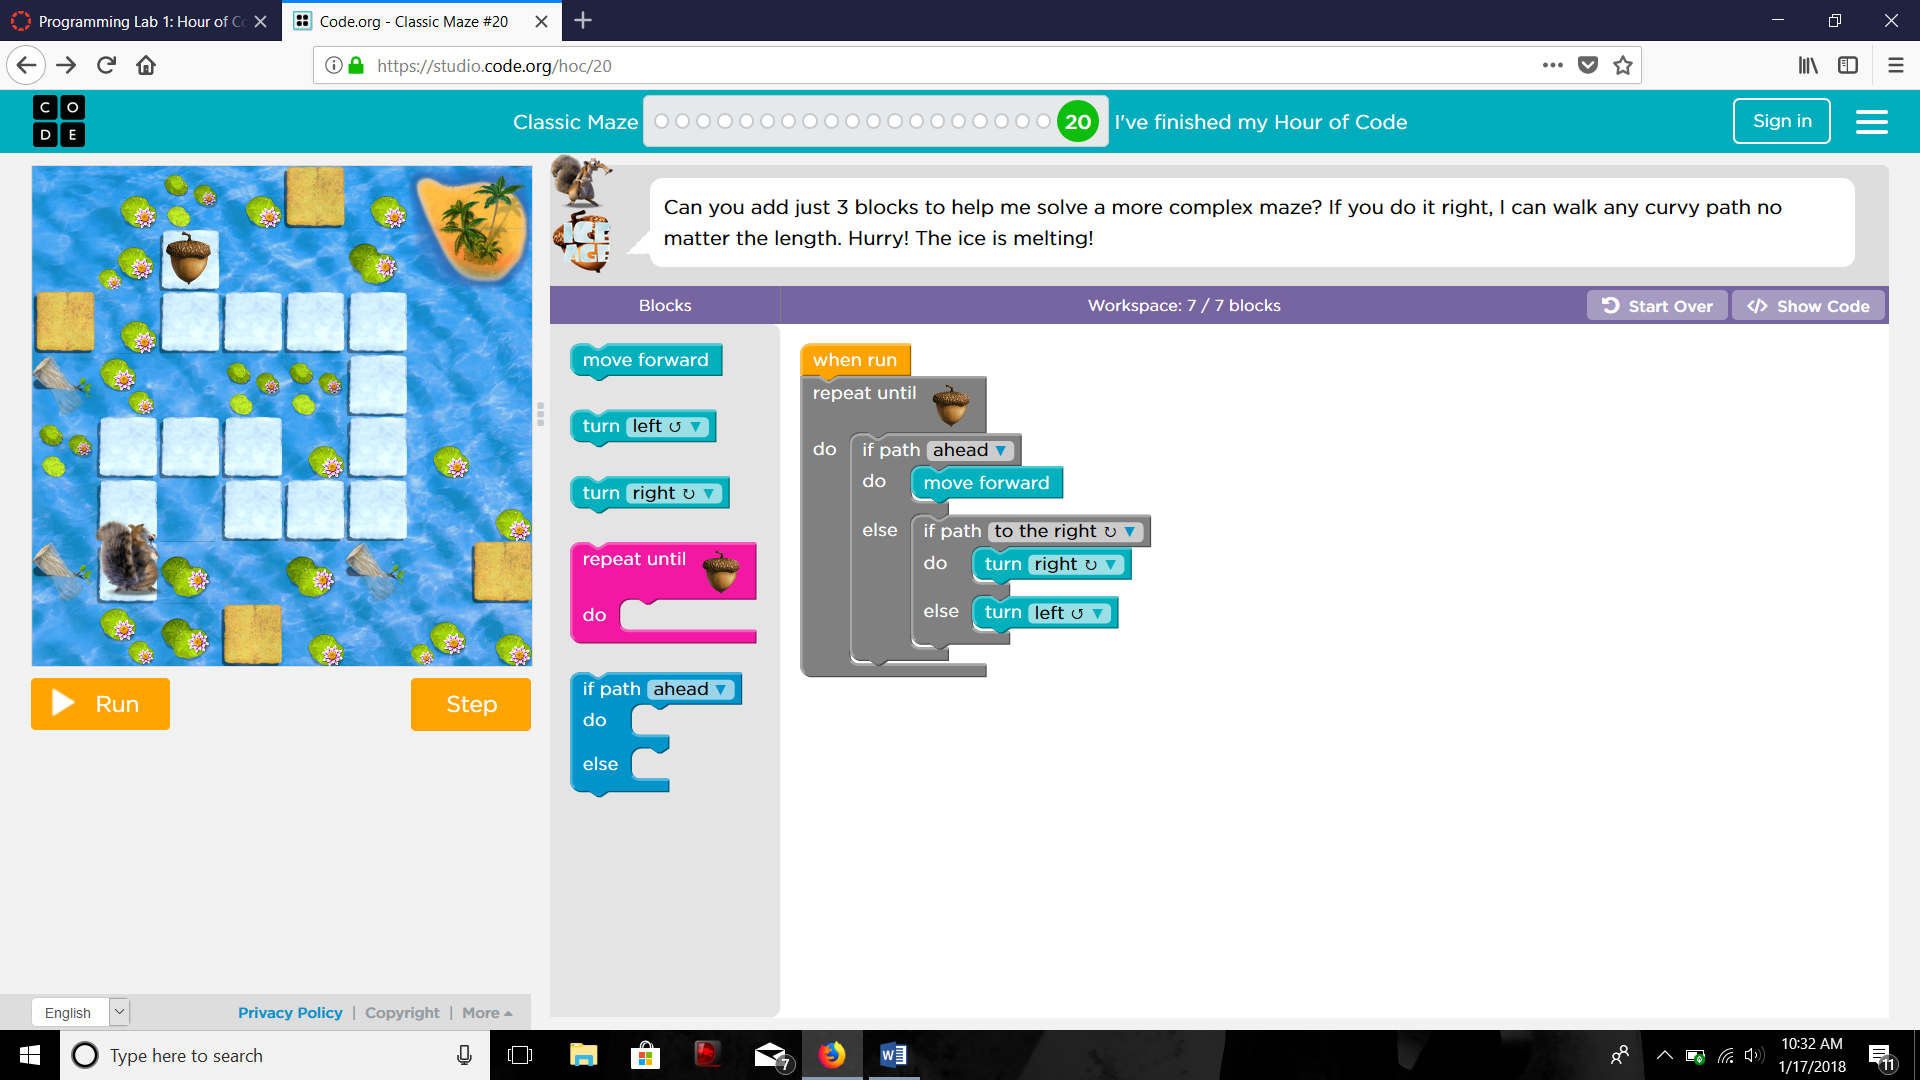 Programming Lab 1: Hour of Co
Code.org - Classic Maze #20
https://studio.code.org/hoc/20
C O
D E
Classic Maze
20
I've finished my Hour of Code
Sign in
ICE
AGE
Can you add just 3 blocks to help me solve a more complex maze? If you do it right, I can walk any curvy path no
matter the length. Hurry! The ice is melting!
Blocks
Workspace: 7 / 7 blocks
Start Over
Show Code
move forward
turn left
turn right
repeat until
do
if path ahead
do
else
when run
repeat until
do
if path ahead
do
move forward
else
if path to the right
do
turn right
else
turn left
Run
Step
English
Privacy Policy | Copyright | More
Type here to search
7
W
10:32 AM
1/17/2018
11